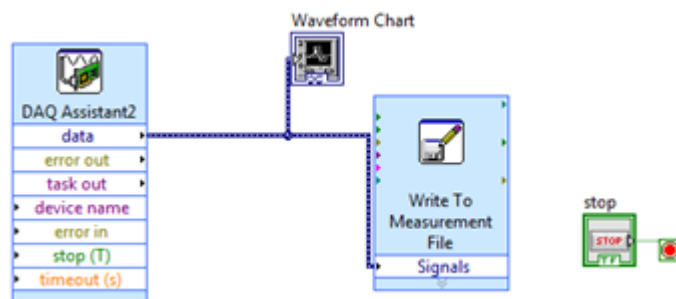 Waveform Chart
DAQ Assistant2
data
error out
task out
device name
error in
stop (T)
timeout (s)
Write To
Measurement
File
Signals
stop
STOP
TF